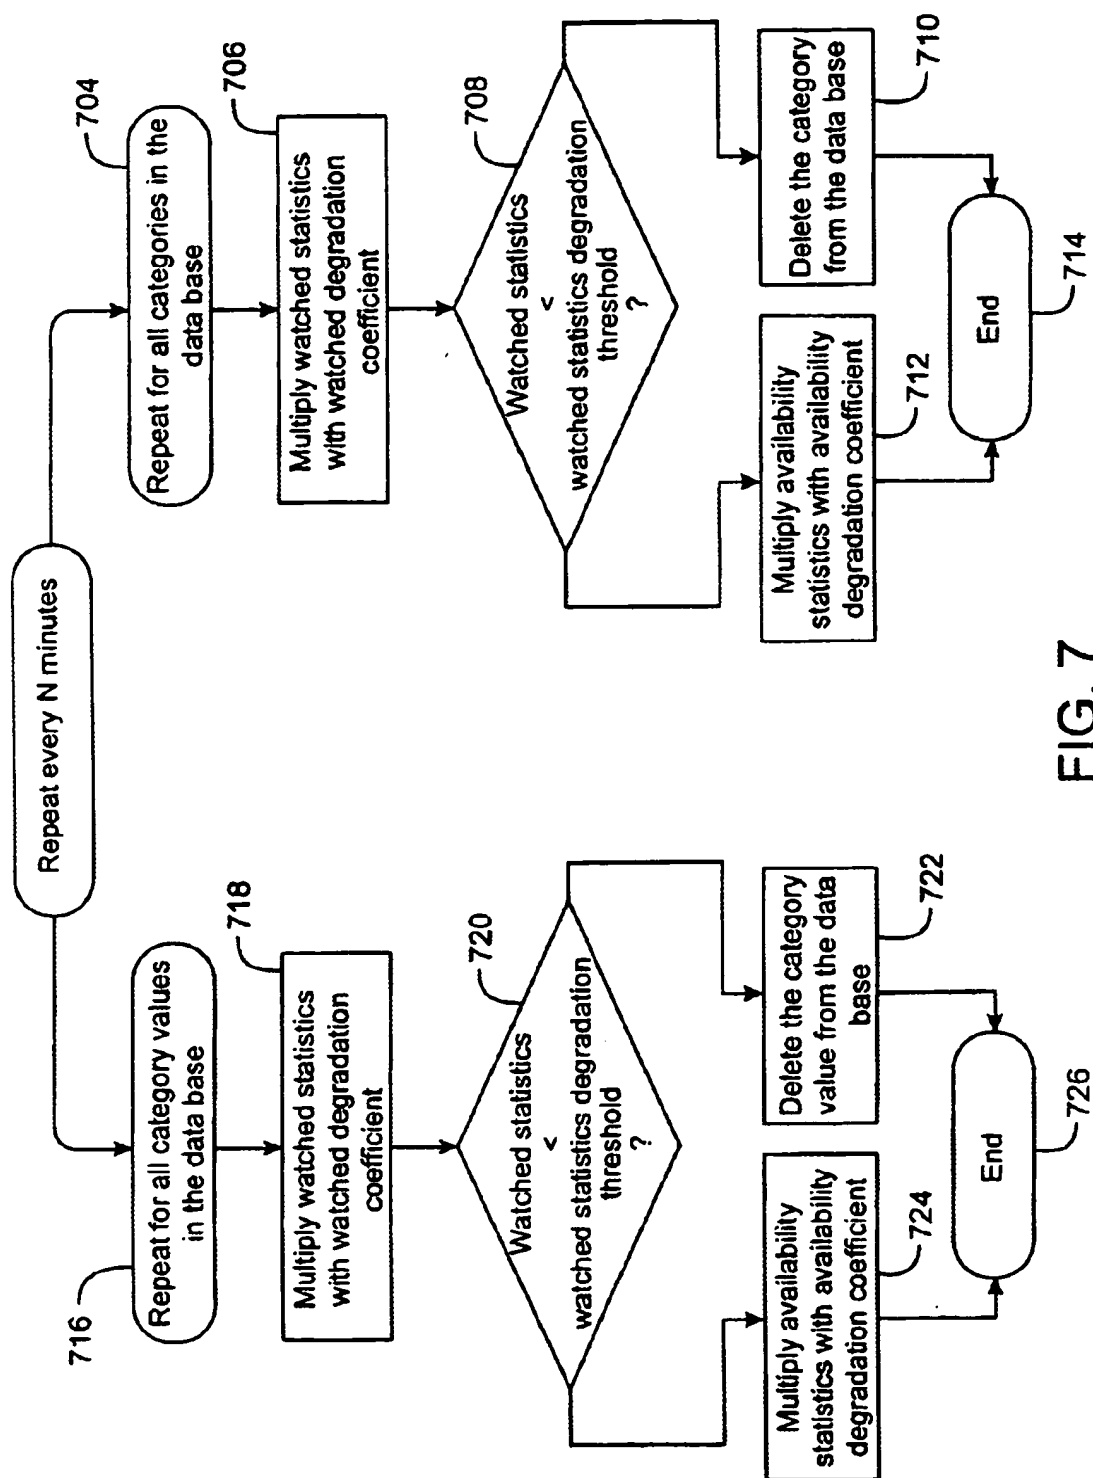 Repeat every N minutes
716
Repeat for all category values
in the data base
718
Multiply watched statistics
with watched degradation
coefficient
720
Watched statistics
<
watched statistics degradation
threshold
?
Multiply availability
statistics with availability
degradation coefficient
724
Delete the category
value from the data
base
722
End
726
704
Repeat for all categories in the
data base
706
Multiply watched statistics
with watched degradation
coefficient
708
Watched statistics
<
watched statistics degradation
threshold
?
Multiply availability
statistics with availability
degradation coefficient
712
Delete the category
from the data base
710
End
714
FIG. 7